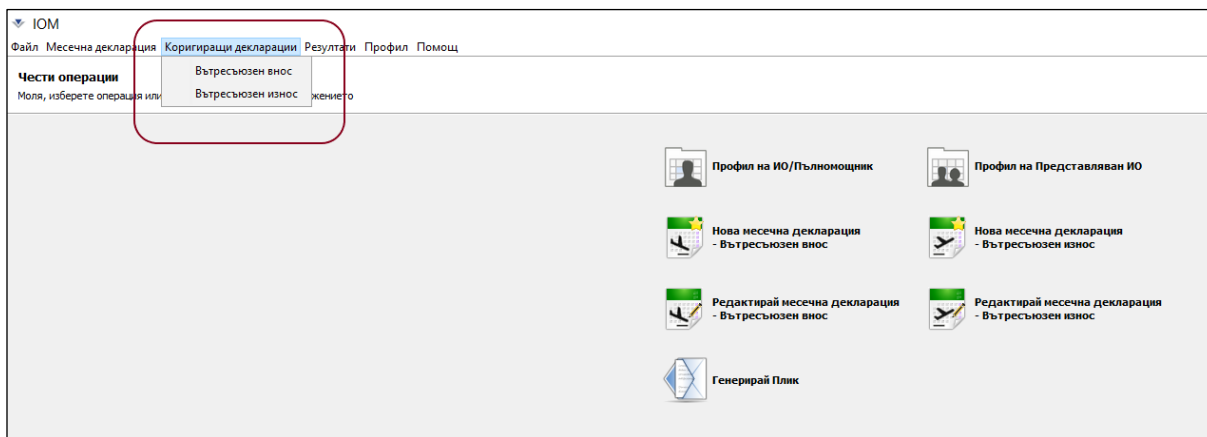 IOM
Файл Месечна декларация Коригиращи декларации Резултати Профил Помощ
Вътресъюзен внос
Вътресъюзен износ
Чести операции
Моля, изберете операция или жението
Профил на ИО/Пълномощник
Профил на Представляван ИО
Нова месечна декларация
- Вътресъюзен внос
Нова месечна декларация
- Вътресъюзен износ
Редактирай месечна декларация
- Вътресъюзен внос
Редактирай месечна декларация
- Вътресъюзен износ
Генерирай Плик